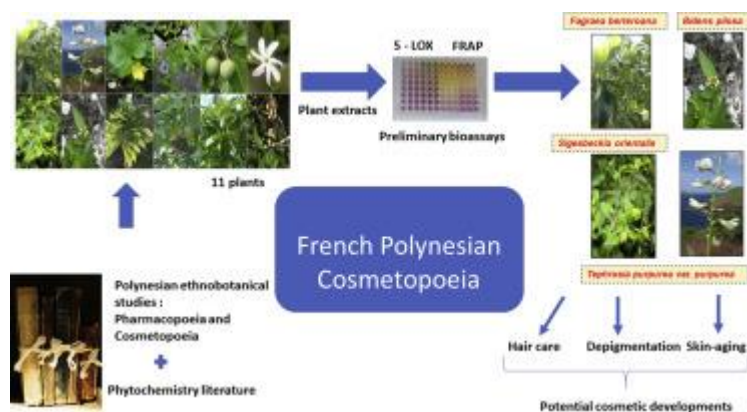 Fagraea berteroana
Bidens pilosa
5 - LOX
FRAP
Plant extracts
Preliminary bioassays
Sigesbeckia orientalis
11 plants
French Polynesian
Cosmetopoeia
Polynesian ethnobotanical
studies :
Pharmacopoeia and
Cosmetopoeia
Phytochemistry literature
Tephrosia purpurea var. purpurea
Hair care
Depigmentation
Skin-aging
Potential cosmetic developments